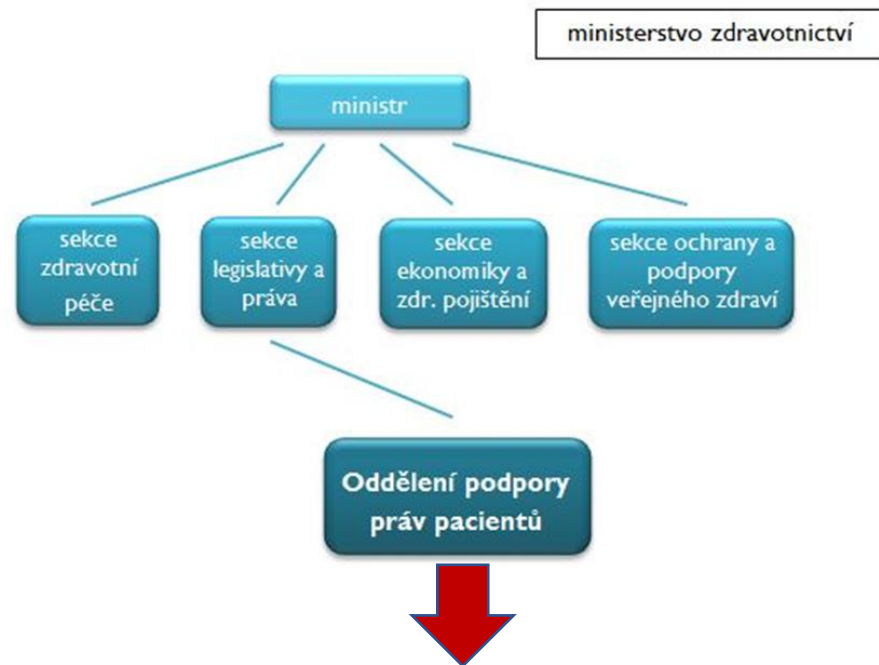 ministerstvo zdravotnictví
ministr
sekce
zdravotní
péče
sekce
legislativy a
práva
sekce
ekonomiky a
zdr. pojištění
sekce ochrany a
podpory
veřejného zdraví
Oddělení podpory
práv pacientů